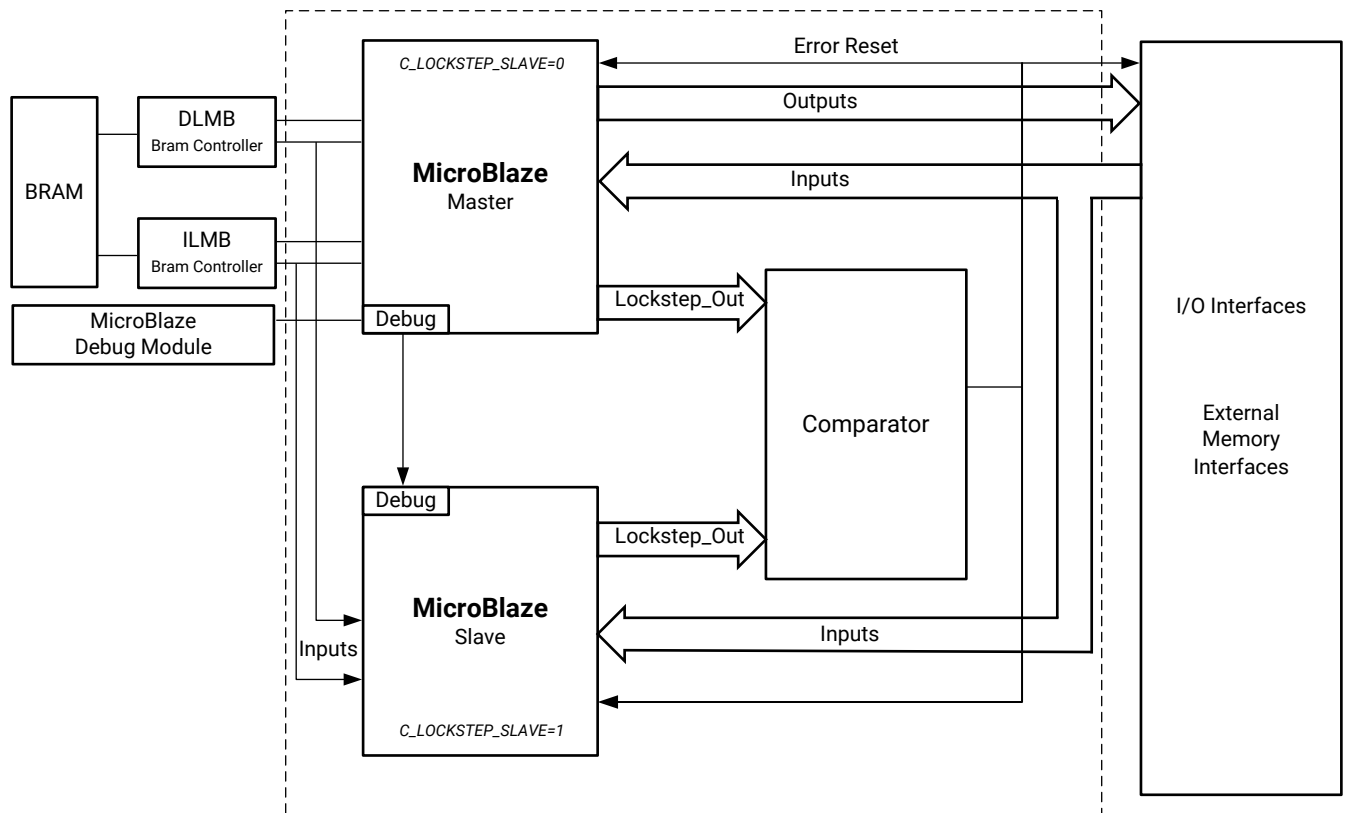 C_LOCKSTEP_SLAVE=0
Error Reset
Outputs
DLMB
Bram Controller
BRAM
MicroBlaze
Master
Inputs
ILMB
Bram Controller
Lockstep_Out
I/O Interfaces
MicroBlaze
Debug Module
Debug
Comparator
External
Memory
Interfaces
Debug
Lockstep_Out
MicroBlaze
Slave
Inputs
Inputs
C_LOCKSTEP_SLAVE=1